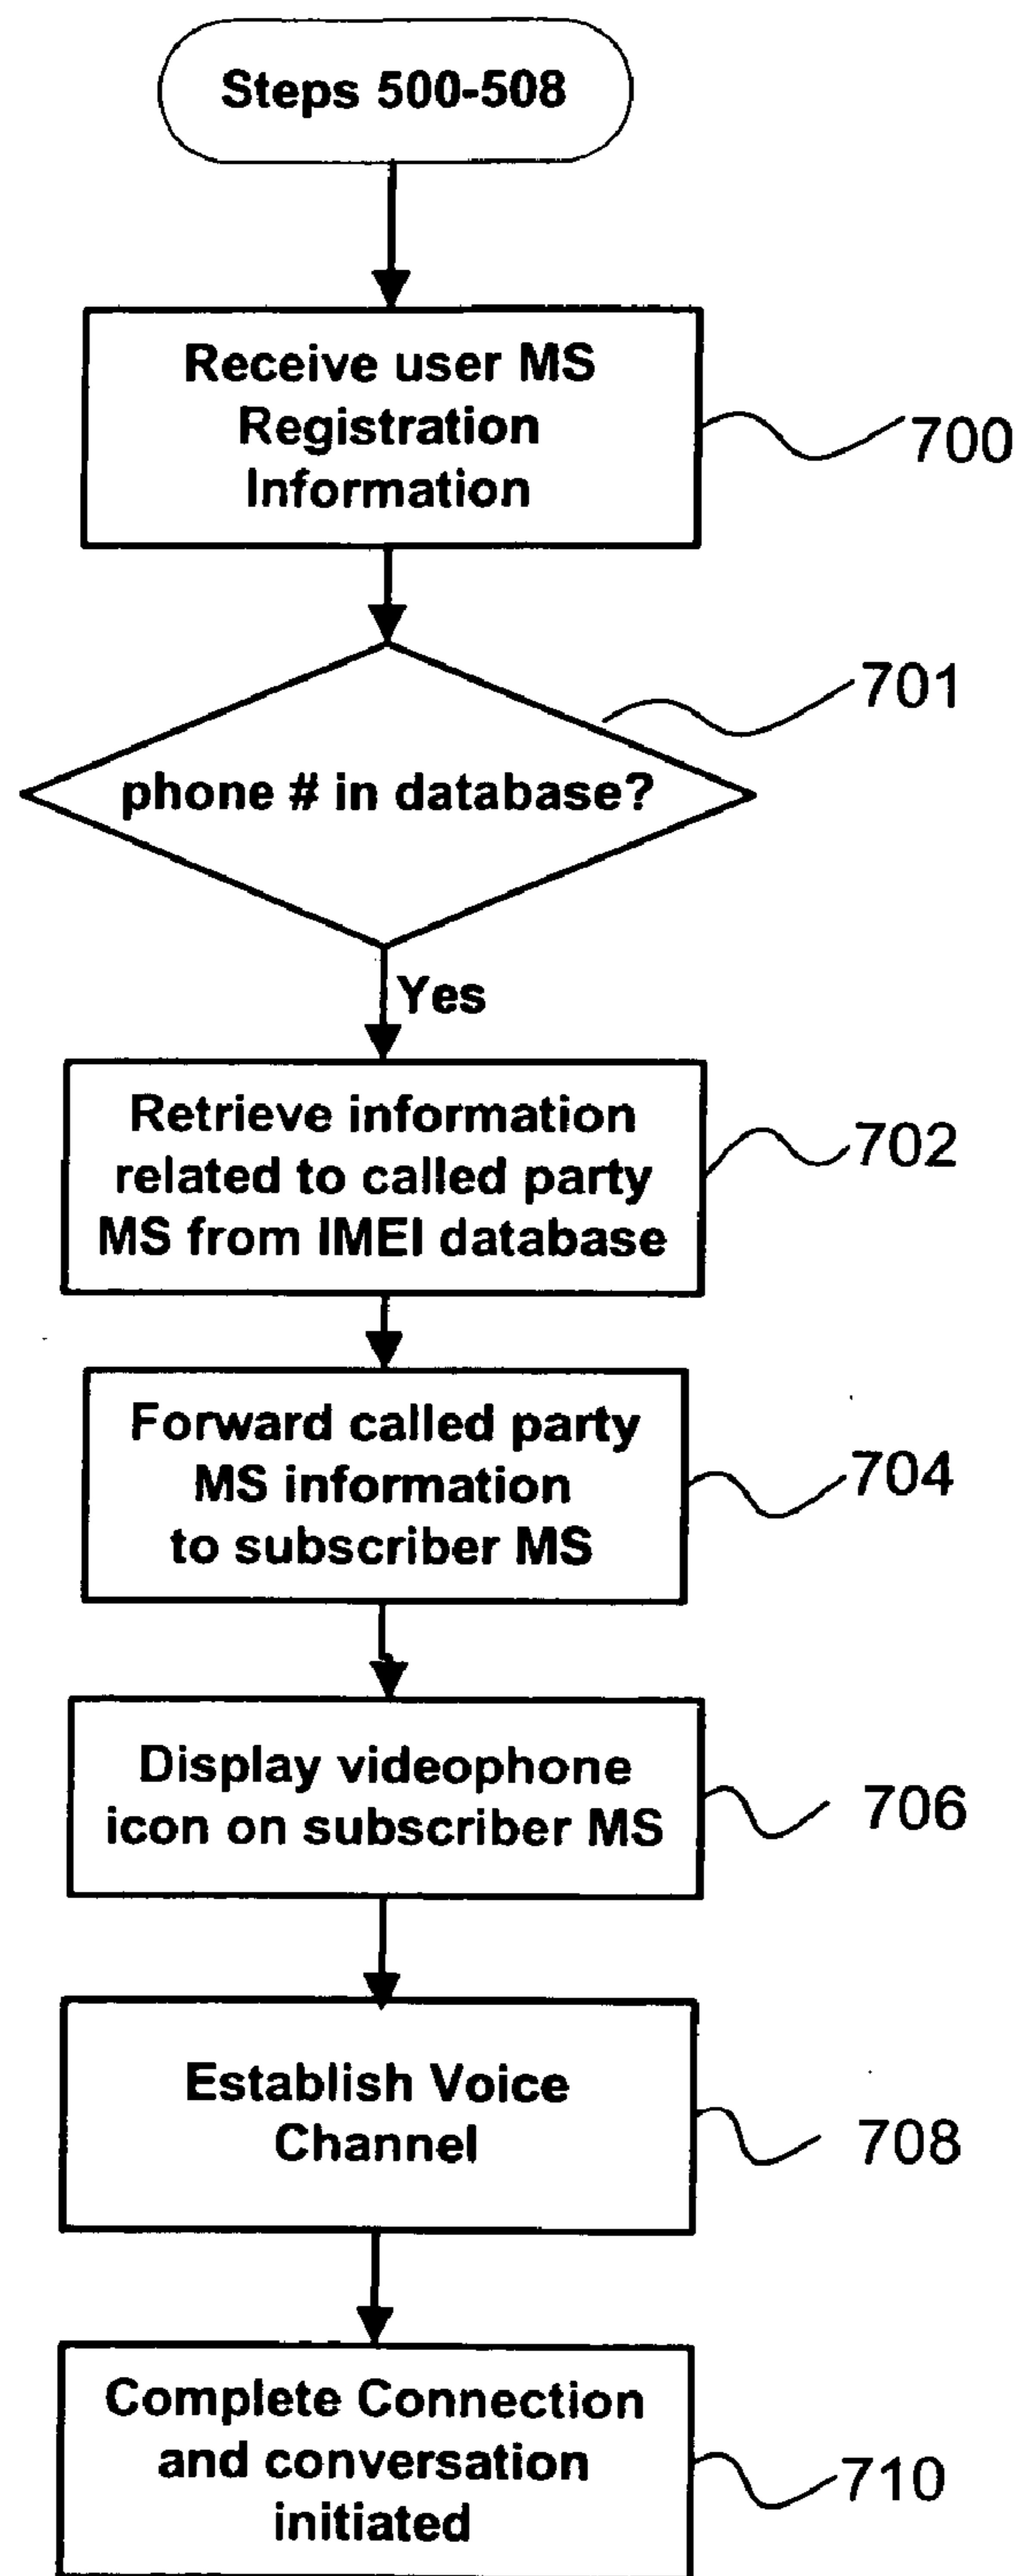 Steps 500-508
Receive user MS
Registration
Information
700
701
phone # in database?
Yes
Retrieve information
related to called party
MS from IMEI database
702
Forward called party
MS information
to subscriber MS
704
Display videophone
icon on subscriber MS
706
Establish Voice
Channel
708
Complete Connection
and conversation
initiated
710